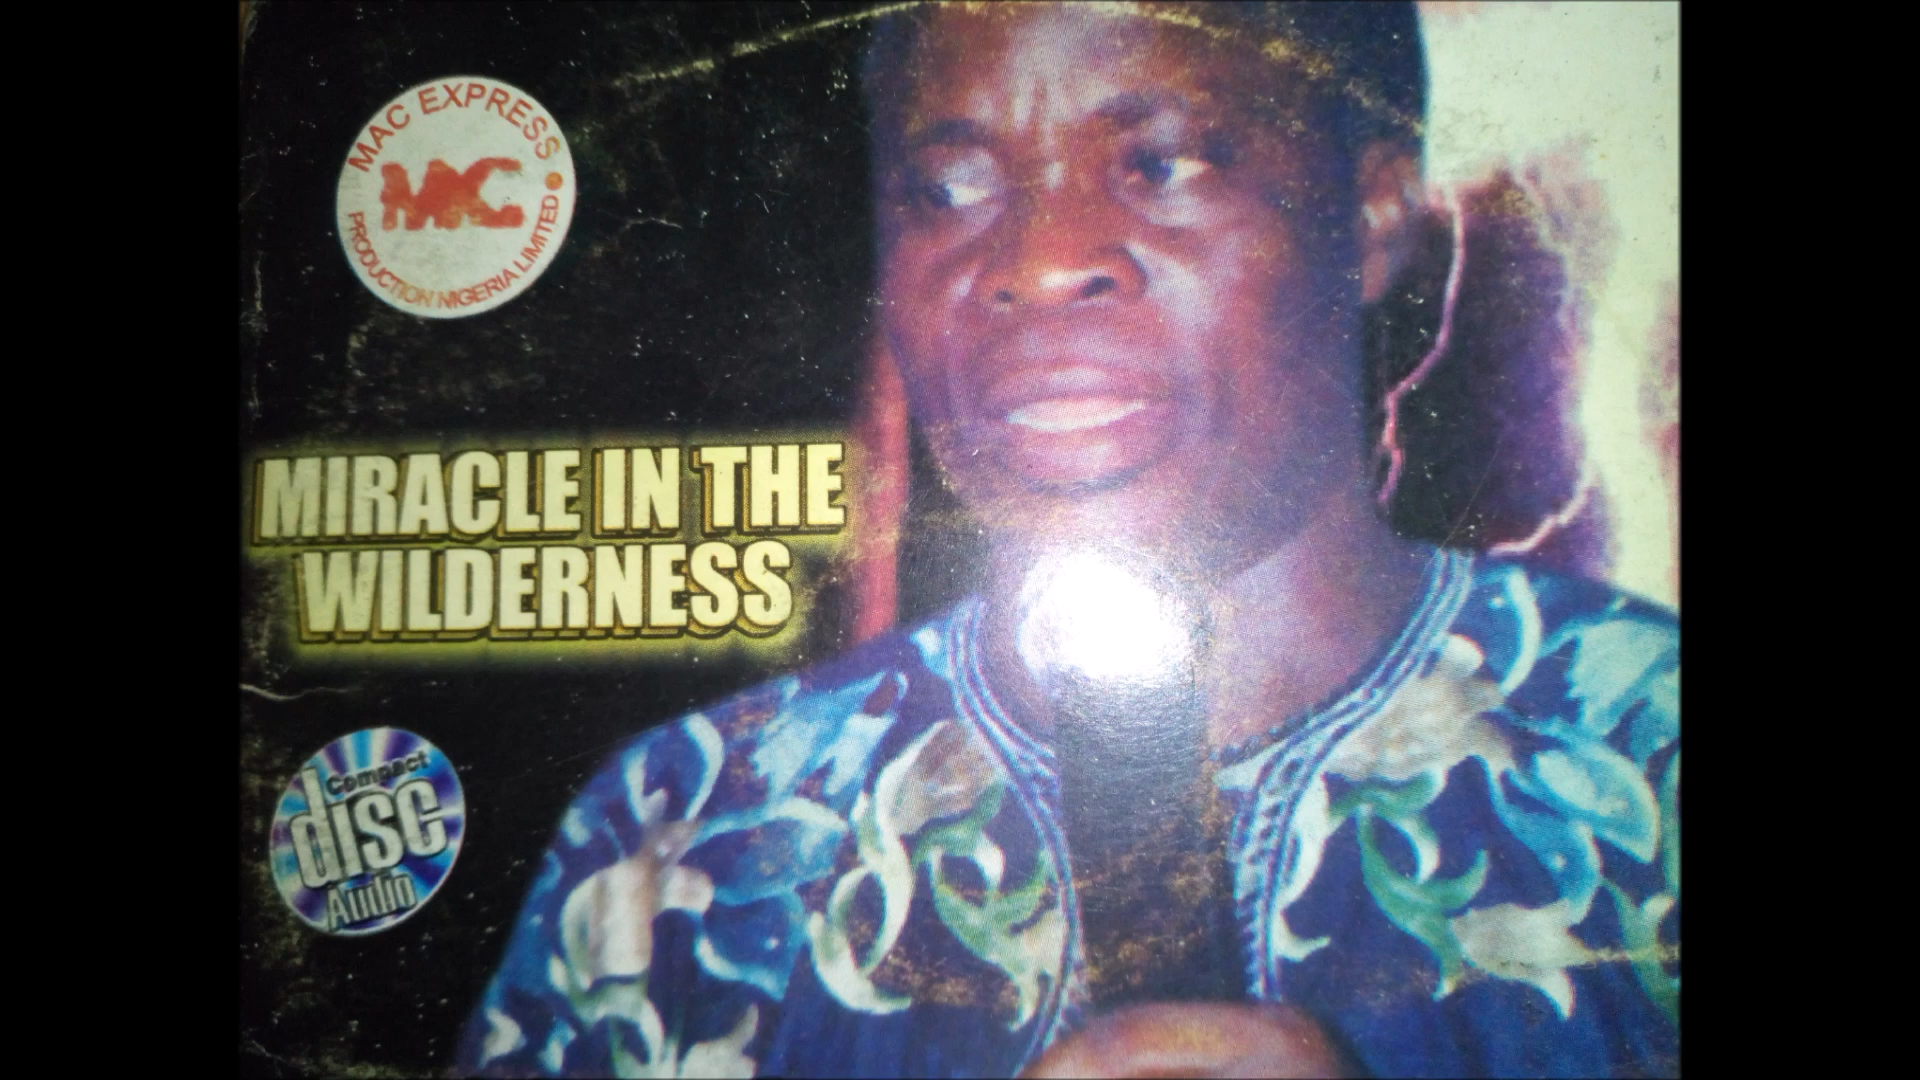 MAC EXPRESS
MC
PRODUCTION NIGERIA LIMITED
MIRACLE IN THE
WILDERNESS
Compact
disc
Audio